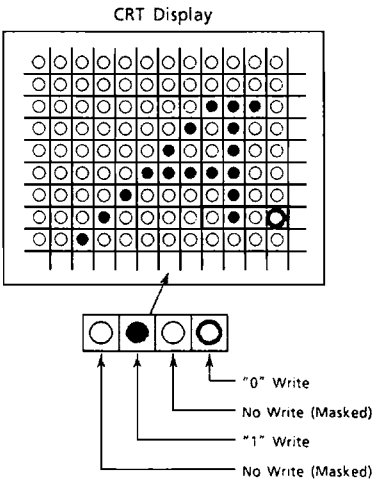 CRT Display
"0" Write
No Write (Masked)
"1" Write
No Write (Masked)